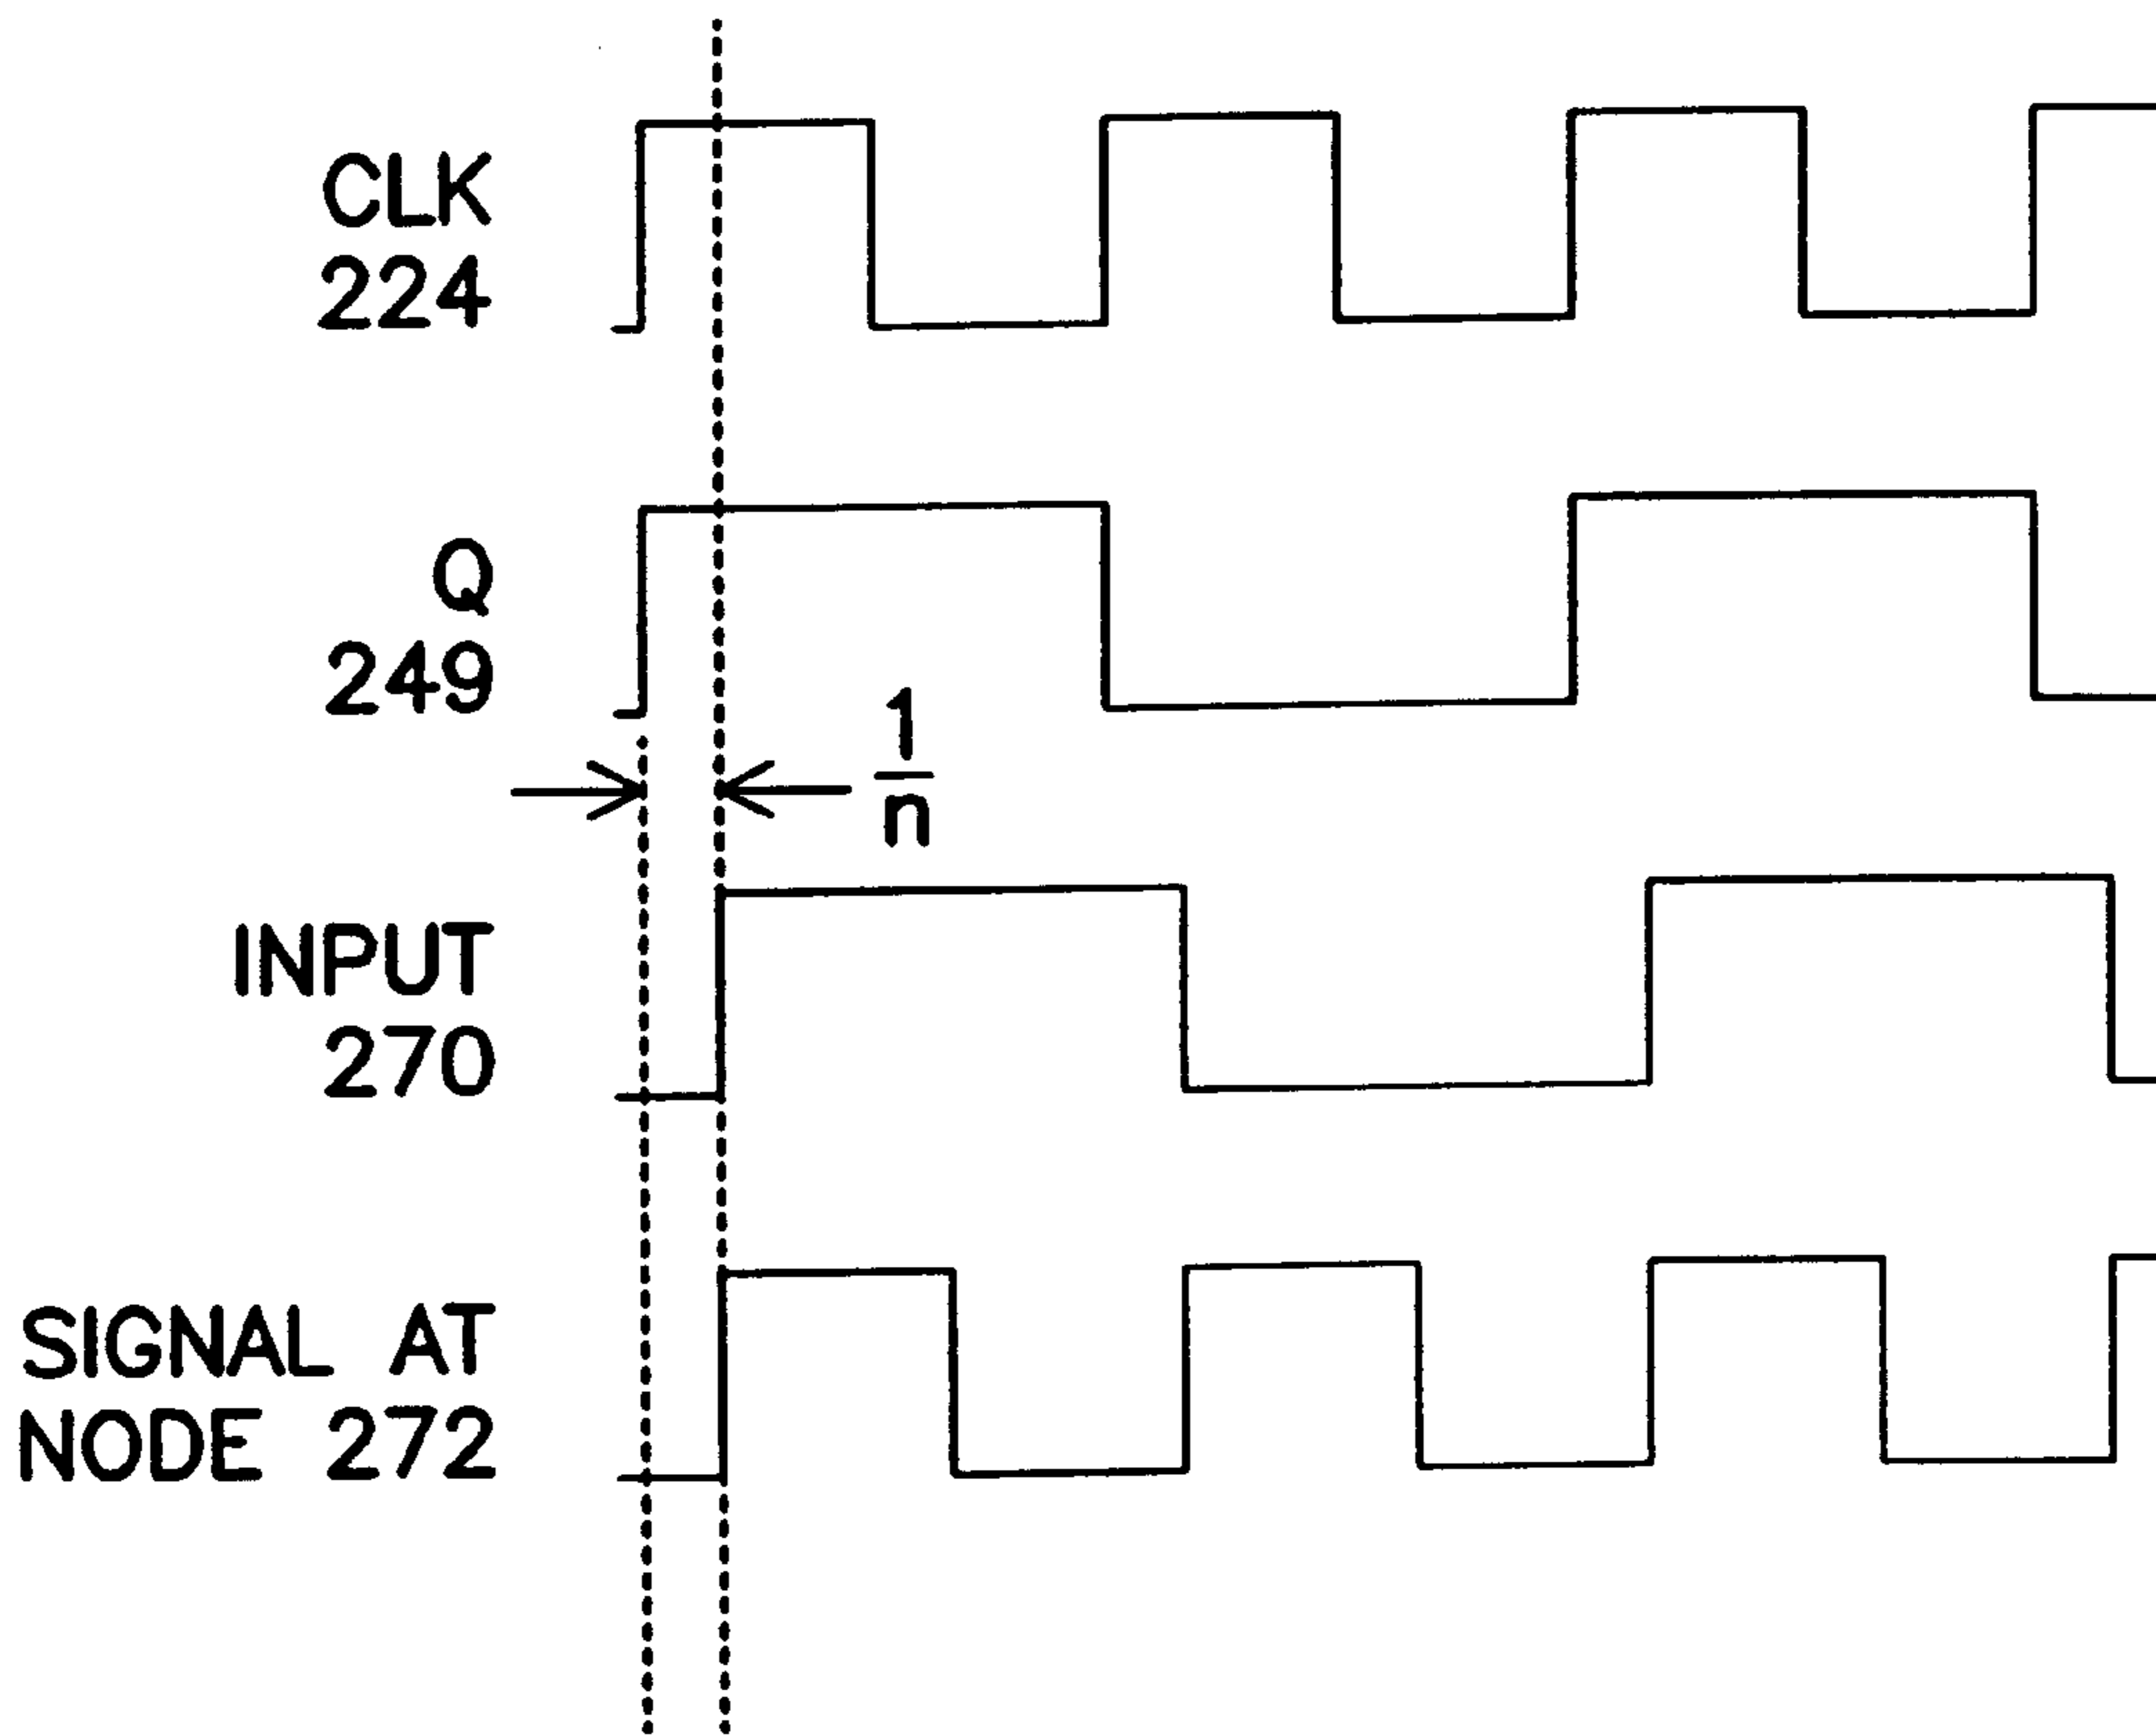 CLK
224
Q
249
1
n
INPUT
270
SIGNAL AT
NODE 272